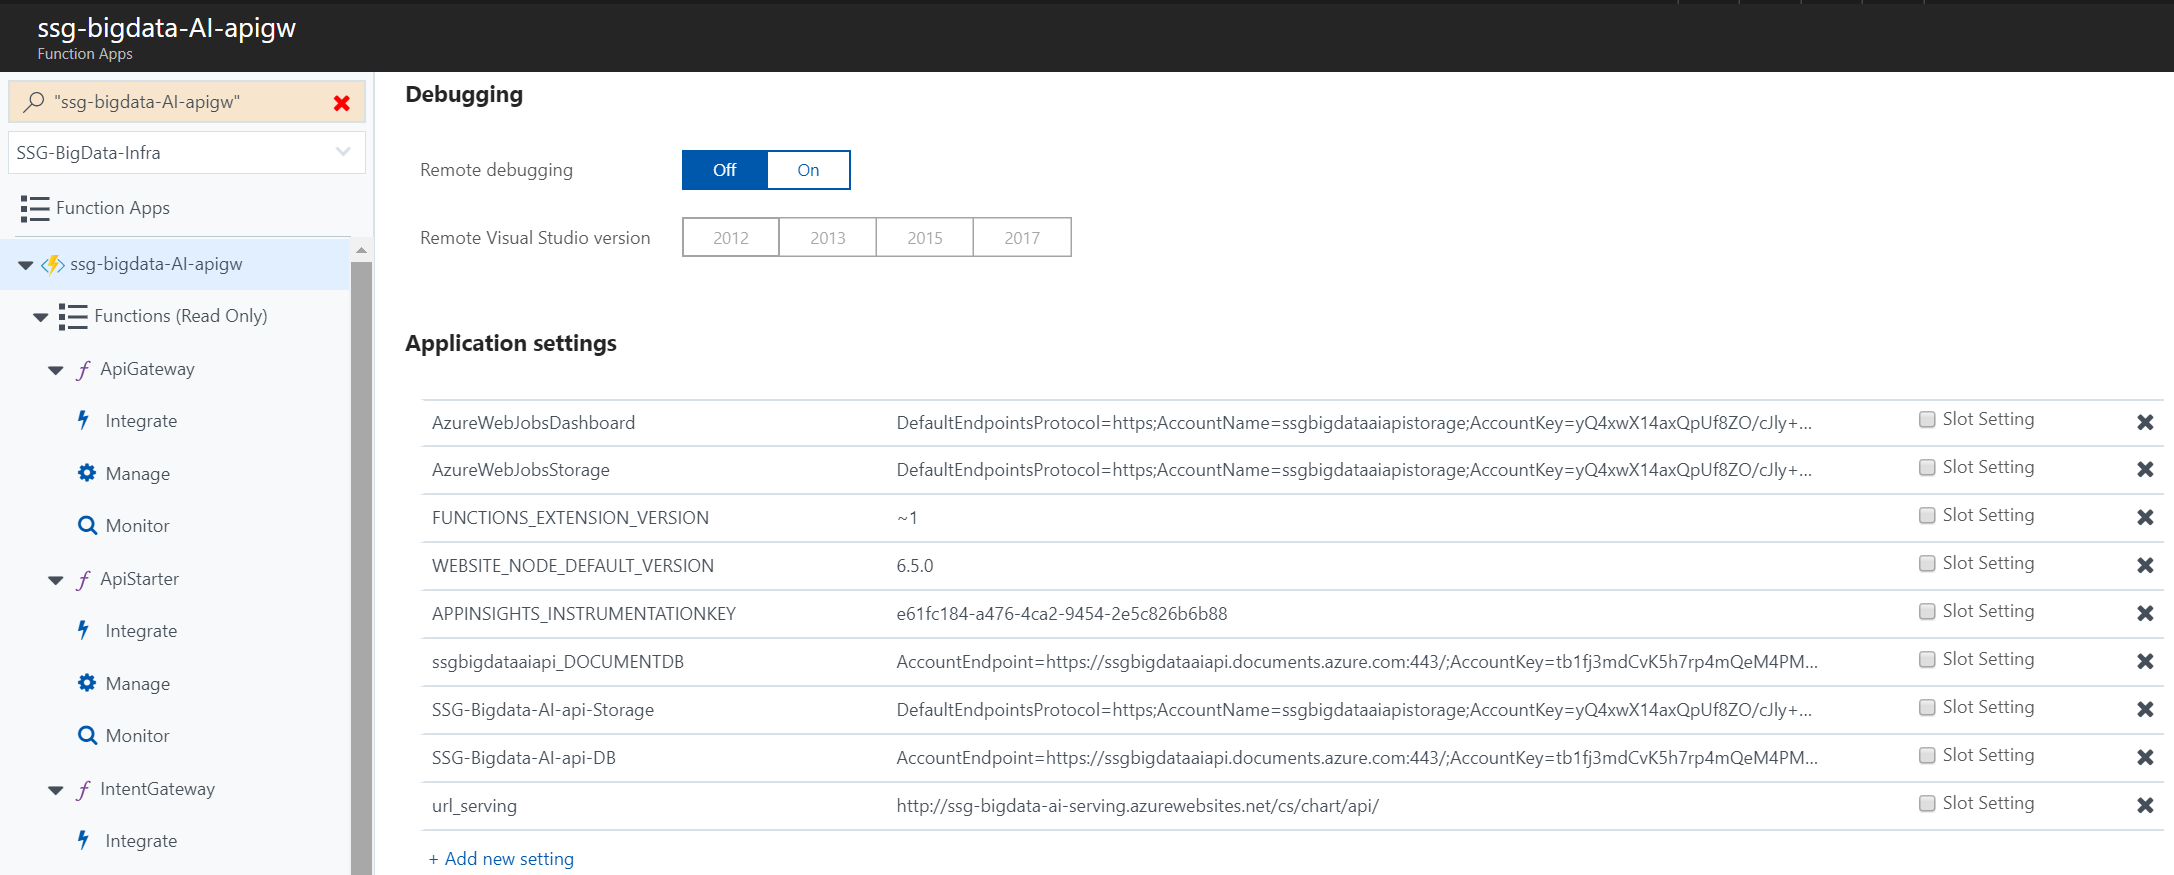 ssg-bigdata-AI-apigw
Function Apps
"ssg-bigdata-AI-apigw"
SSG-BigData-Infra
Function Apps
ssg-bigdata-AI-apigw
Functions (Read Only)
ApiGateway
Integrate
Manage
Monitor
ApiStarter
Integrate
Manage
Monitor
IntentGateway
Integrate
Debugging
Remote debugging Off On
Remote Visual Studio version 2012 2013 2015 2017
Application settings
AzureWebJobsDashboard DefaultEndpointsProtocol=https;AccountName=ssgbigdataaiapistorage;AccountKey=yQ4xwX14axQpUf8ZO/cJly+... Slot Setting
AzureWebJobsStorage DefaultEndpointsProtocol=https;AccountName=ssgbigdataaiapistorage;AccountKey=yQ4xwX14axQpUf8ZO/cJly+... Slot Setting
FUNCTIONS_EXTENSION_VERSION ~1 Slot Setting
WEBSITE_NODE_DEFAULT_VERSION 6.5.0 Slot Setting
APPINSIGHTS_INSTRUMENTATIONKEY e61fc184-a476-4ca2-9454-2e5c826b6b88 Slot Setting
ssgbigdataaiapi_DOCUMENTDB AccountEndpoint=https://ssgbigdataaiapi.documents.azure.com:443/;AccountKey=tb1fj3mdCvK5h7rp4mQeM4PM... Slot Setting
SSG-Bigdata-AI-api-Storage DefaultEndpointsProtocol=https;AccountName=ssgbigdataaiapistorage;AccountKey=yQ4xwX14axQpUf8ZO/cJly+... Slot Setting
SSG-Bigdata-AI-api-DB AccountEndpoint=https://ssgbigdataaiapi.documents.azure.com:443/;AccountKey=tb1fj3mdCvK5h7rp4mQeM4PM... Slot Setting
url_serving http://ssg-bigdata-ai-serving.azurewebsites.net/cs/chart/api/ Slot Setting
+ Add new setting